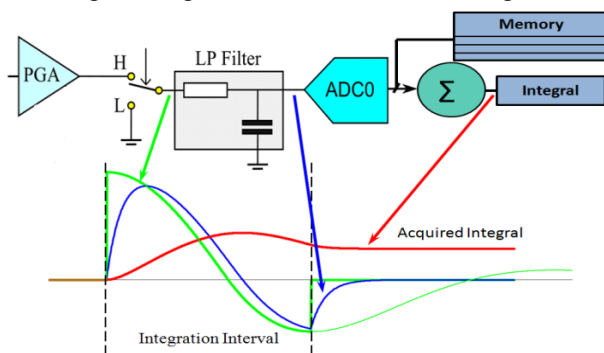 Memory
H
LP Filter
PGA
ADC0
Σ
Integral
L
Acquired Integral
Integration Interval